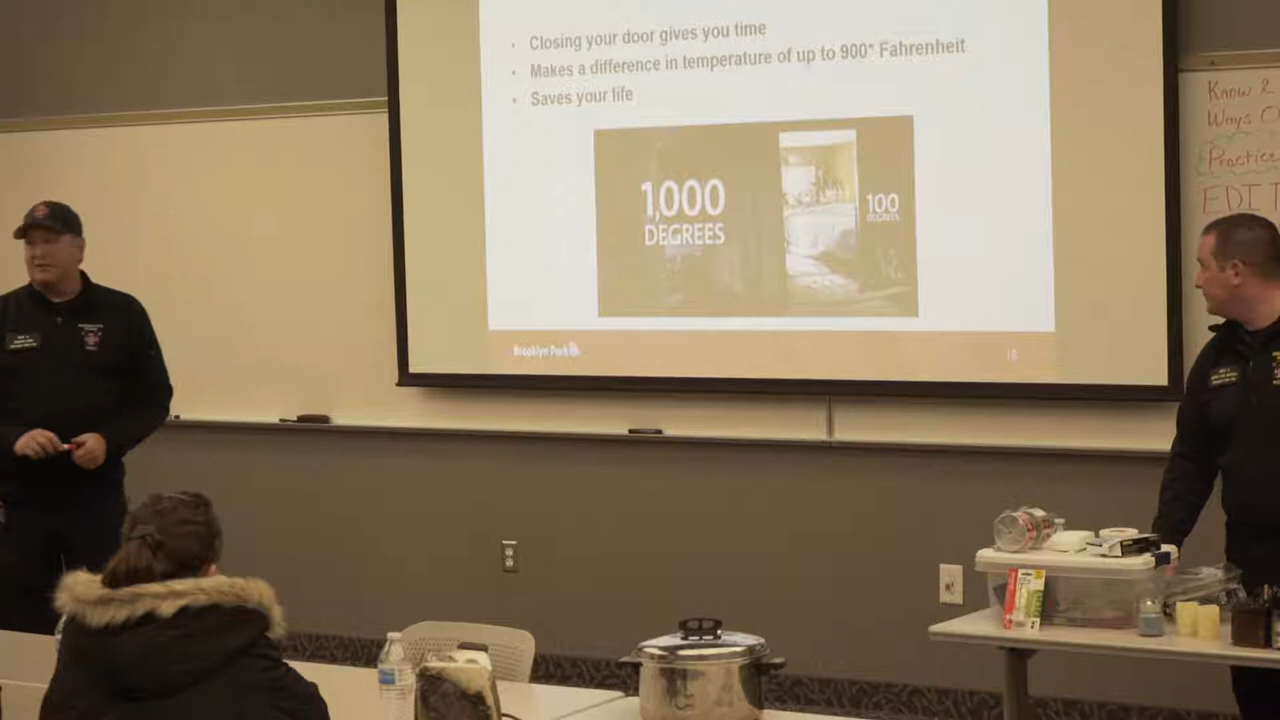 • Closing your door gives you time
• Makes a difference in temperature of up to 900* Fahrenheit
• Saves your life
1,000
DEGREES
100
DEGREES
Brooklyn Park
18
Know 2
Ways O
Practice
EDIT